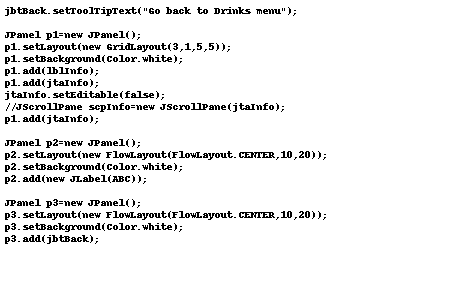 jbtBack.setToolTipText("Go back to Drinks menu");
JPanel p1=new JPanel();
p1.setLayout(new GridLayout(3,1,5,5));
p1.setBackground(Color.white);
p1.add(lblInfo);
p1.add(jtaInfo);
jtaInfo.setEditable(false);
//JScrollPane scpInfo=new JScrollPane(jtaInfo);
p1.add(jtaInfo);
JPanel p2=new JPanel();
p2.setLayout(new FlowLayout(FlowLayout.CENTER,10,20));
p2.setBackground(Color.white);
p2.add(new JLabel(ABC));
JPanel p3=new JPanel();
p3.setLayout(new FlowLayout(FlowLayout.CENTER,10,20));
p3.setBackground(Color.white);
p3.add(jbtBack);